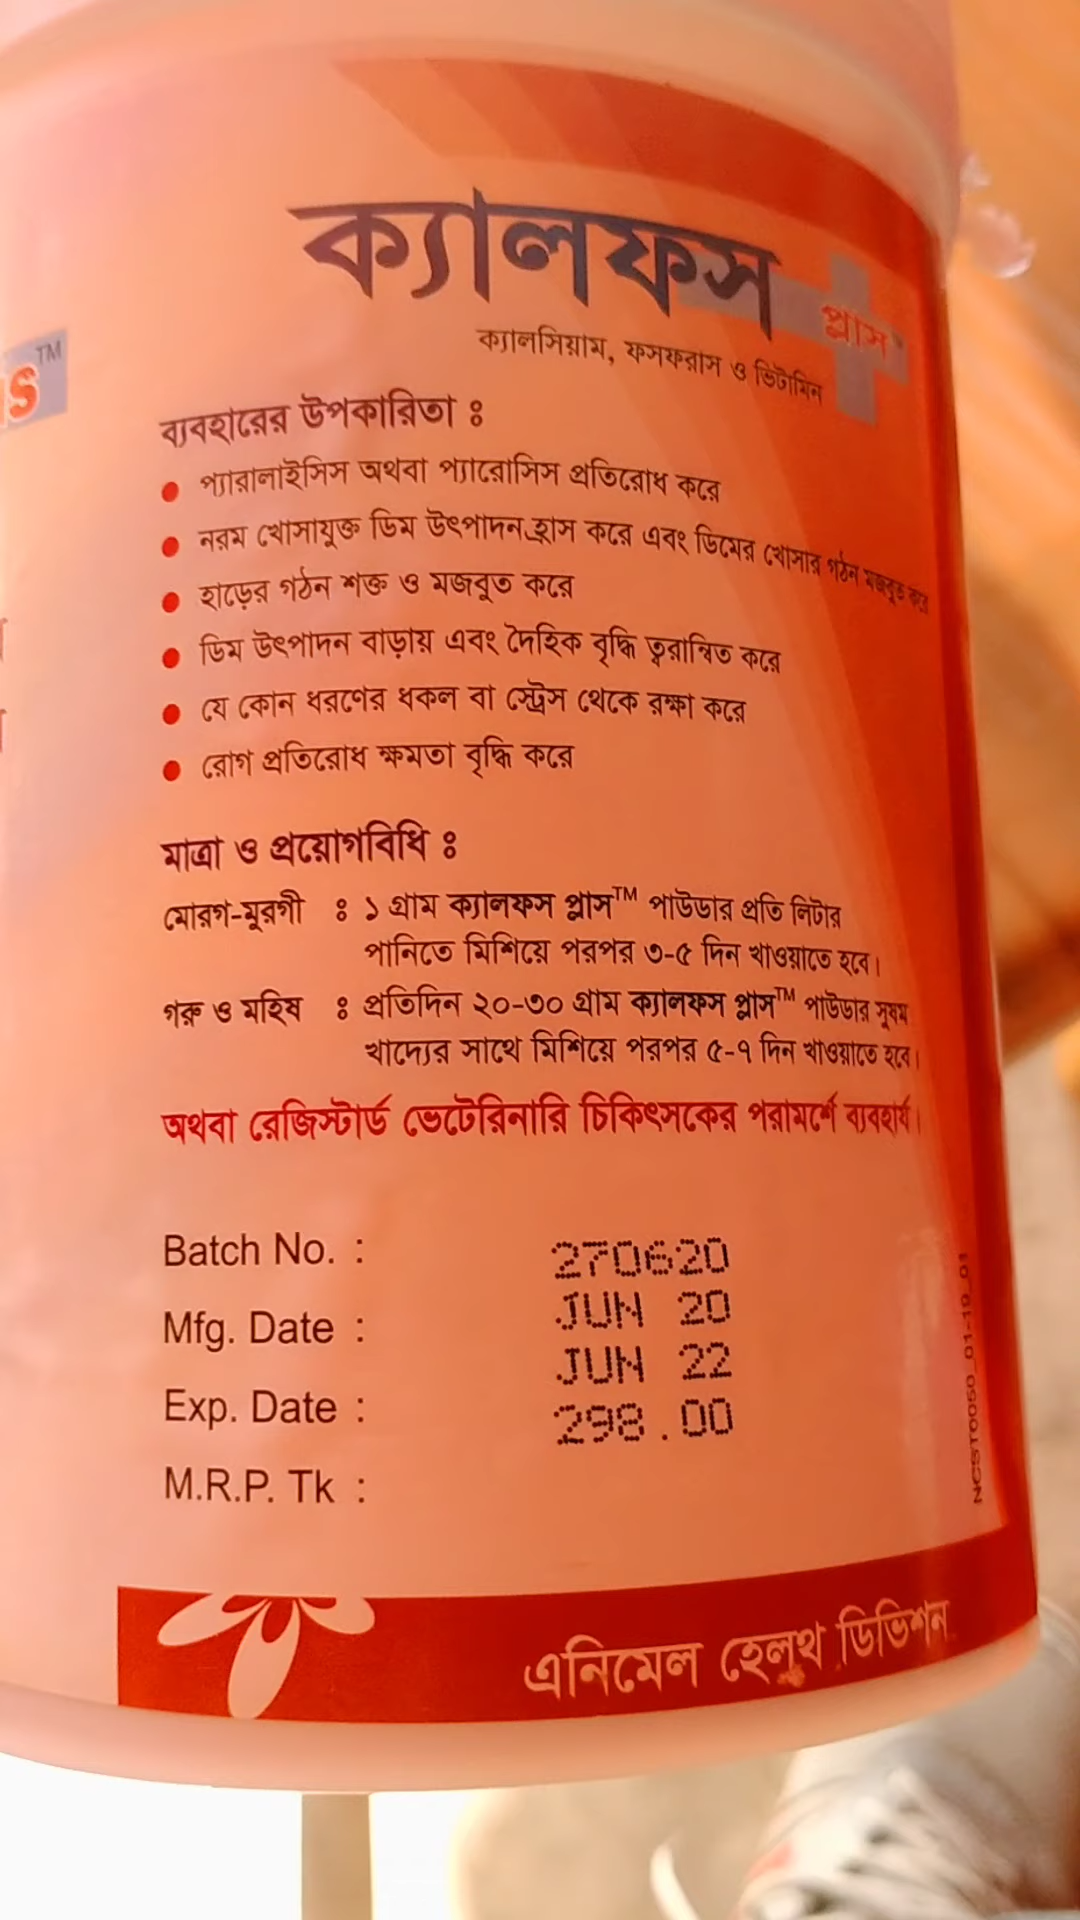 ক্যালফস প্লাস™
ক্যালসিয়াম, ফসফরাস ও ভিটামিন
s™
ব্যবহারের উপকারিতা ঃ
● প্যারালাইসিস অথবা প্যারোসিস প্রতিরোধ করে
● নরম খোসাযুক্ত ডিম উৎপাদন হ্রাস করে এবং ডিমের খোসার গঠন মজবুত করে
● হাড়ের গঠন শক্ত ও মজবুত করে
● ডিম উৎপাদন বাড়ায় এবং দৈহিক বৃদ্ধি ত্বরান্বিত করে
● যে কোন ধরণের ধকল বা স্ট্রেস থেকে রক্ষা করে
● রোগ প্রতিরোধ ক্ষমতা বৃদ্ধি করে
মাত্রা ও প্রয়োগবিধি ঃ
মোরগ-মুরগী ঃ ১ গ্রাম ক্যালফস প্লাস™ পাউডার প্রতি লিটার
পানিতে মিশিয়ে পরপর ৩-৫ দিন খাওয়াতে হবে।
গরু ও মহিষ ঃ প্রতিদিন ২০-৩০ গ্রাম ক্যালফস প্লাস™ পাউডার সুষম
খাদ্যের সাথে মিশিয়ে পরপর ৫-৭ দিন খাওয়াতে হবে।
অথবা রেজিস্টার্ড ভেটেরিনারি চিকিৎসকের পরামর্শে ব্যবহার্য।
Batch No. : 270620
Mfg. Date : JUN 20
Exp. Date : JUN 22
M.R.P. Tk : 298.00
NCST0050_01-19_01
এনিমেল হেলথ ডিভিশন